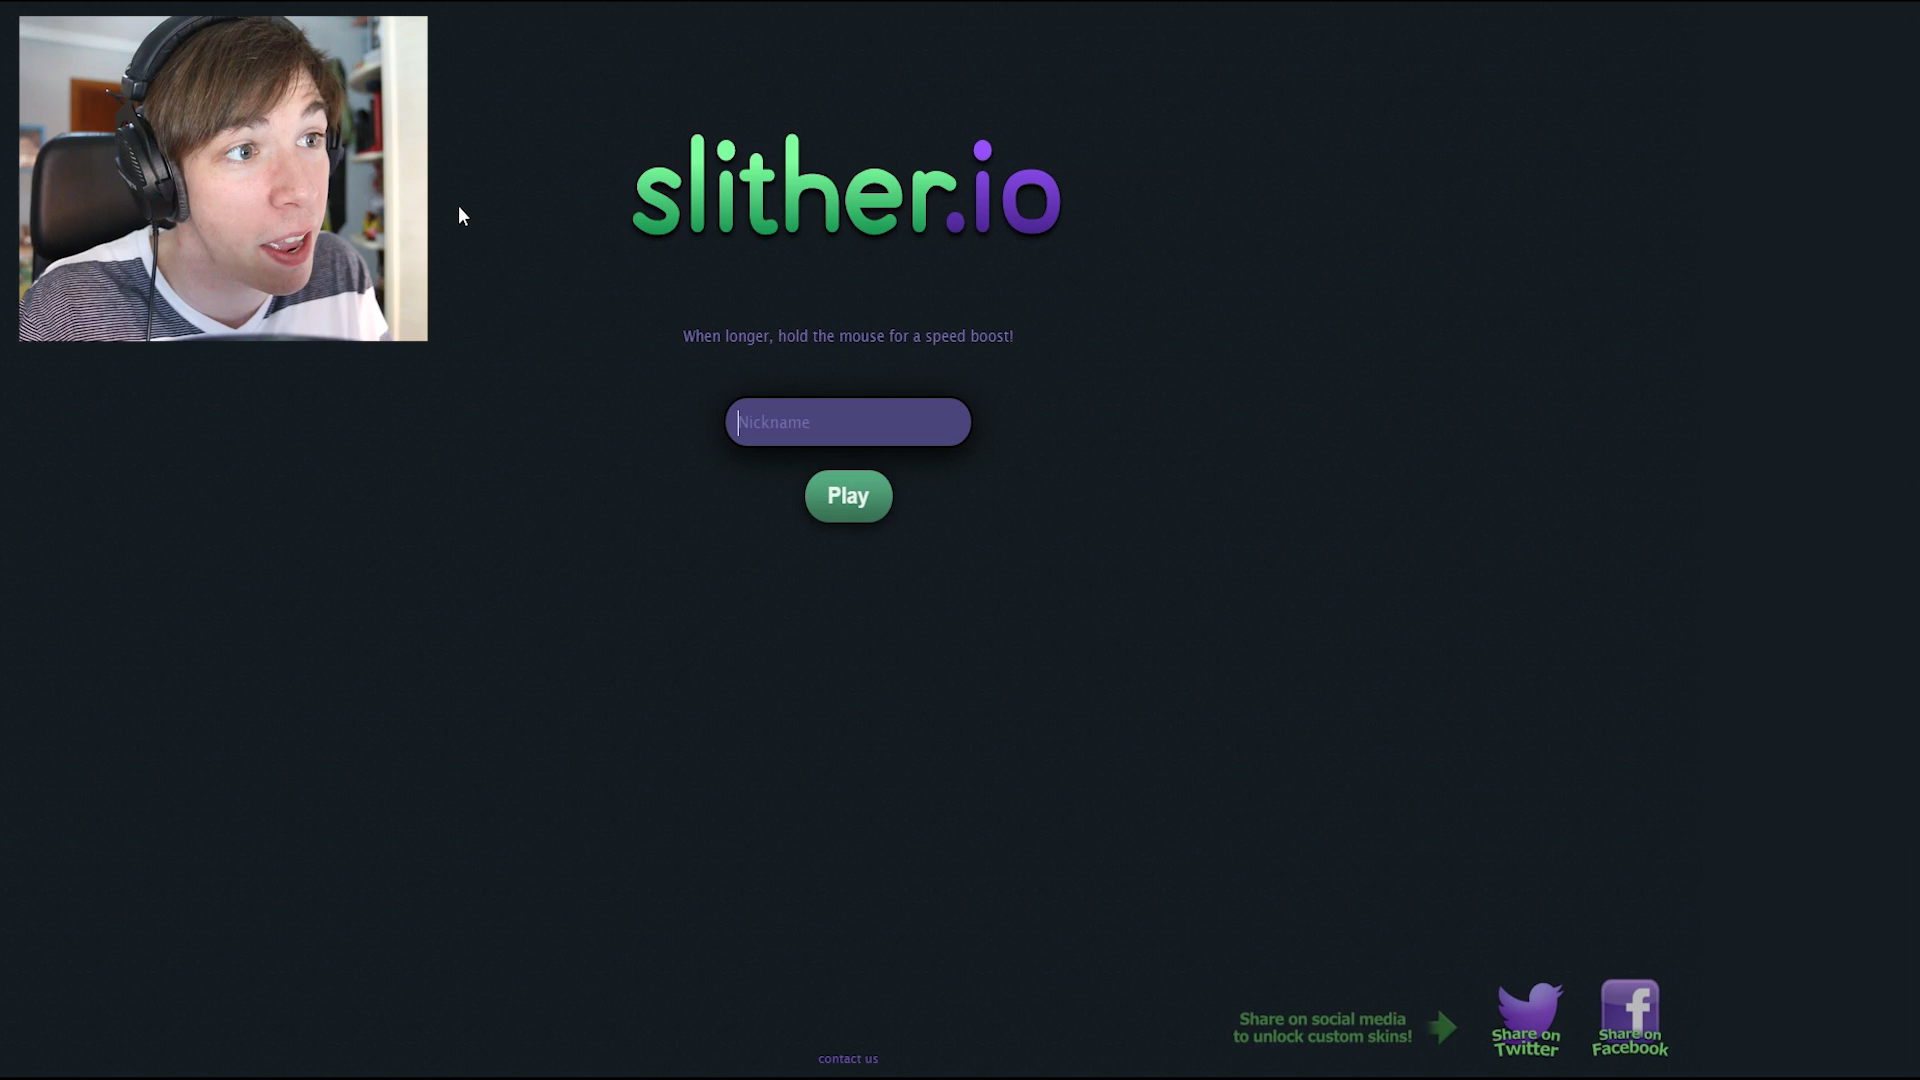 slither.io
When longer, hold the mouse for a speed boost!
Nickname
Play
Share on social media
to unlock custom skins!
Share on
Twitter
Share on
Facebook
contact us